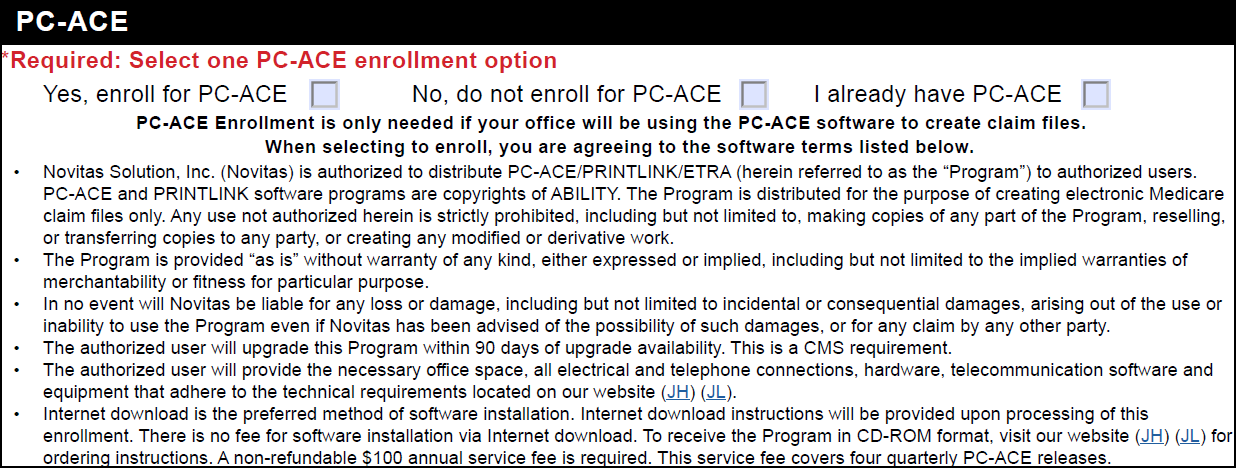 PC-ACE
*Required: Select one PC-ACE enrollment option
Yes, enroll for PC-ACE No, do not enroll for PC-ACE I already have PC-ACE
PC-ACE Enrollment is only needed if your office will be using the PC-ACE software to create claim files.
When selecting to enroll, you are agreeing to the software terms listed below.
• Novitas Solution, Inc. (Novitas) is authorized to distribute PC-ACE/PRINTLINK/ETRA (herein referred to as the “Program”) to authorized users.
PC-ACE and PRINTLINK software programs are copyrights of ABILITY. The Program is distributed for the purpose of creating electronic Medicare
claim files only. Any use not authorized herein is strictly prohibited, including but not limited to, making copies of any part of the Program, reselling,
or transferring copies to any party, or creating any modified or derivative work.
• The Program is provided “as is” without warranty of any kind, either expressed or implied, including but not limited to the implied warranties of
merchantability or fitness for particular purpose.
• In no event will Novitas be liable for any loss or damage, including but not limited to incidental or consequential damages, arising out of the use or
inability to use the Program even if Novitas has been advised of the possibility of such damages, or for any claim by any other party.
• The authorized user will upgrade this Program within 90 days of upgrade availability. This is a CMS requirement.
• The authorized user will provide the necessary office space, all electrical and telephone connections, hardware, telecommunication software and
equipment that adhere to the technical requirements located on our website (JH) (JL).
• Internet download is the preferred method of software installation. Internet download instructions will be provided upon processing of this
enrollment. There is no fee for software installation via Internet download. To receive the Program in CD-ROM format, visit our website (JH) (JL) for
ordering instructions. A non-refundable $100 annual service fee is required. This service fee covers four quarterly PC-ACE releases.